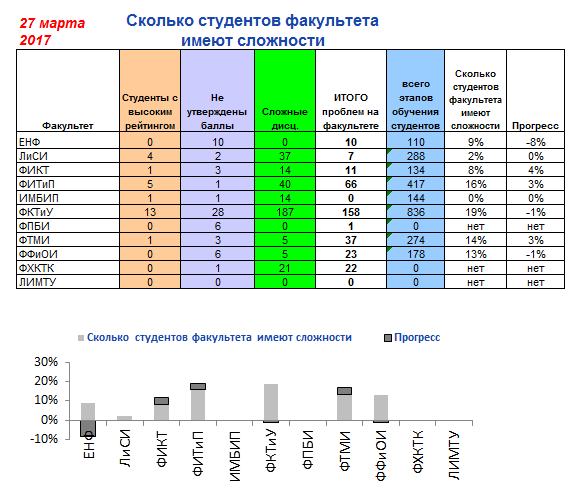 27 марта
2017
Сколько студентов факультета
имеют сложности
Факультет Студенты с высоким рейтингом Не утверждены баллы Сложные дисц. ИТОГО проблем на факультете всего этапов обучения студентов Сколько студентов факультета имеют сложности Прогресс
ЕНФ 0 10 0 10 110 9% -8%
ЛиСИ 4 2 37 7 288 2% 0%
ФИКТ 1 3 14 11 134 8% 4%
ФИТиП 5 1 40 66 417 16% 3%
ИМБИП 1 1 14 0 144 0% 0%
ФКТиУ 13 28 187 158 836 19% -1%
ФПБИ 0 6 0 1 0 нет нет
ФТМИ 1 3 5 37 274 14% 3%
ФФиОИ 0 6 5 23 178 13% -1%
ФХКТК 0 1 21 22 0 нет нет
ЛИМТУ 0 0 0 0 0 нет нет
Сколько студентов факультета имеют сложности Прогресс
30%
20%
10%
0%
-10%
ЕНФ
ЛиСИ
ФИКТ
ФИТиП
ИМБИП
ФКТиУ
ФПБИ
ФТМИ
ФФиОИ
ФХКТК
ЛИМТУ